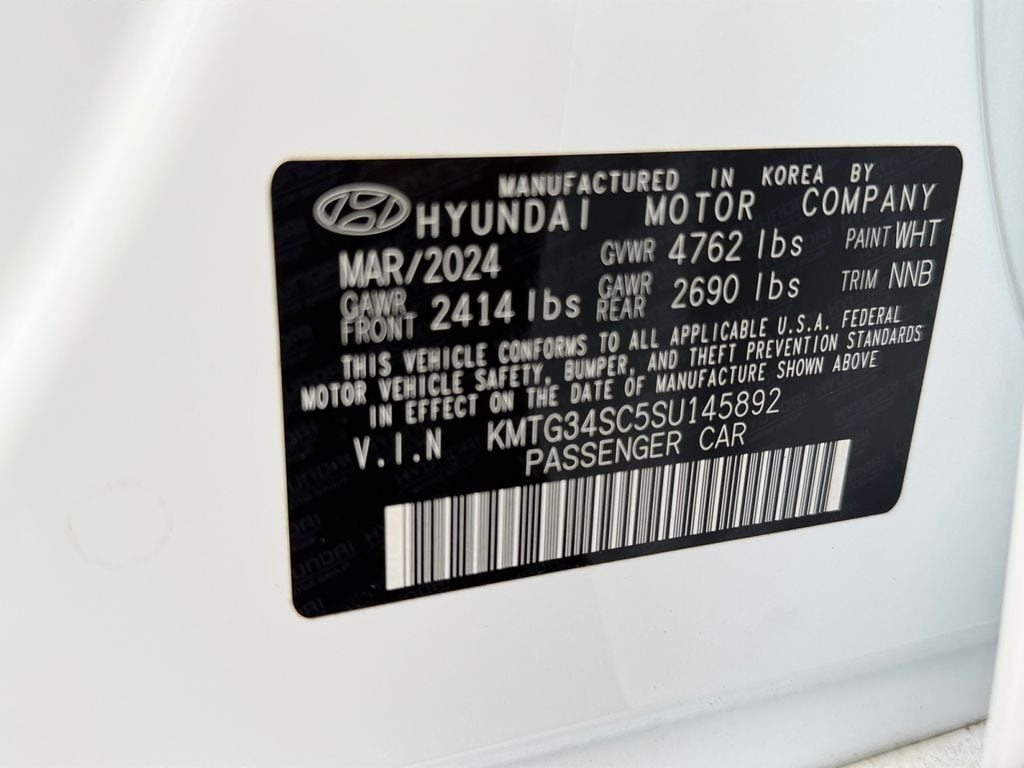 MANUFACTURED IN KOREA BY
HYUNDAI MOTOR COMPANY
MAR/2024 GVWR 4762 lbs PAINT WHT
GAWR FRONT 2414 lbs GAWR REAR 2690 lbs TRIM NNB
THIS VEHICLE CONFORMS TO ALL APPLICABLE U.S.A. FEDERAL
MOTOR VEHICLE SAFETY, BUMPER, AND THEFT PREVENTION STANDARDS
IN EFFECT ON THE DATE OF MANUFACTURE SHOWN ABOVE
V.I.N KMTG34SC5SU145892
PASSENGER CAR